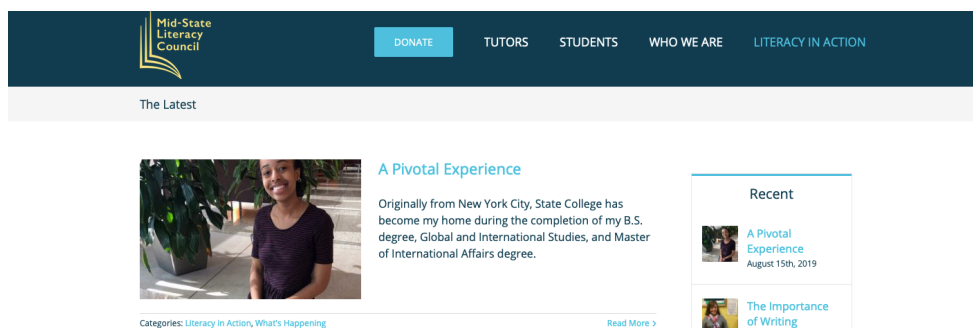 Mid-State
Literacy
Council
DONATE
TUTORS
STUDENTS
WHO WE ARE
LITERACY IN ACTION
The Latest
A Pivotal Experience
Originally from New York City, State College has
become my home during the completion of my B.S.
degree, Global and International Studies, and Master
of International Affairs degree.
Categories: Literacy in Action, What's Happening
Read More >
Recent
A Pivotal
Experience
August 15th, 2019
The Importance
of Writing